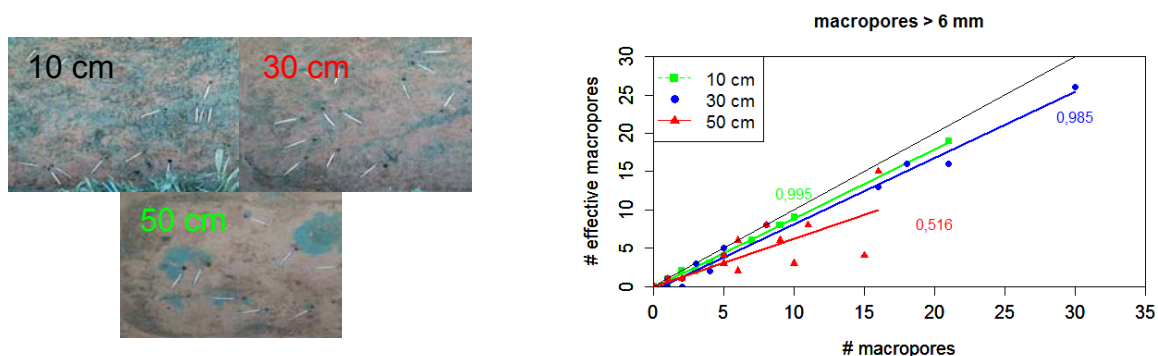 10 cm
30 cm
50 cm
macropores > 6 mm
# effective macropores
30
25
20
15
10
5
0
10 cm
30 cm
50 cm
0,995
0,985
0,516
0 5 10 15 20 25 30 35
# macropores